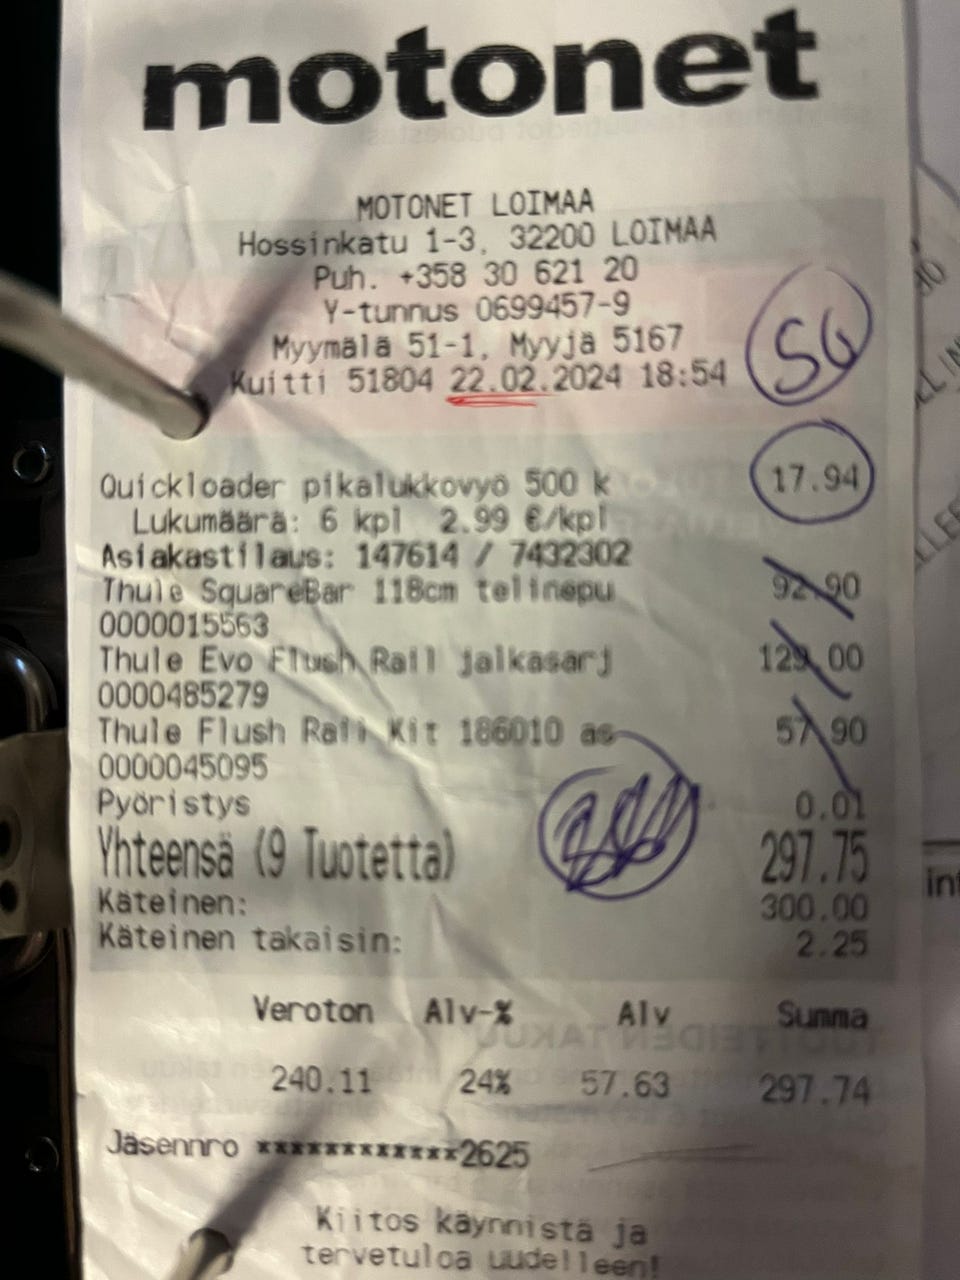 motonet
MOTONET LOIMAA
Hossinkatu 1-3, 32200 LOIMAA
Puh. +358 30 621 20
Y-tunnus 0699457-9
Myymälä 51-1, Myyjä 5167
Kuitti 51804 22.02.2024 18:54
SG
Quickloader pikalukkovyö 500 k 17.94
Lukumäärä: 6 kpl 2.99 €/kpl
Asiakastilaus: 147614 / 7432302
Thule SquareBar 118cm telinepu 92.90
0000015563
Thule Evo Flush Rail jalkasarj 129.00
0000485279
Thule Flush Rail Kit 186010 as 57.90
0000045095
Pyöristys 0.01
Yhteensä (9 Tuotetta) 297.75
Käteinen: 300.00
Käteinen takaisin: 2.25
Veroton Alv-% Alv Summa
240.11 24% 57.63 297.74
Jäsennro ************2625
Kiitos käynnistä ja
tervetuloa uudelleen!